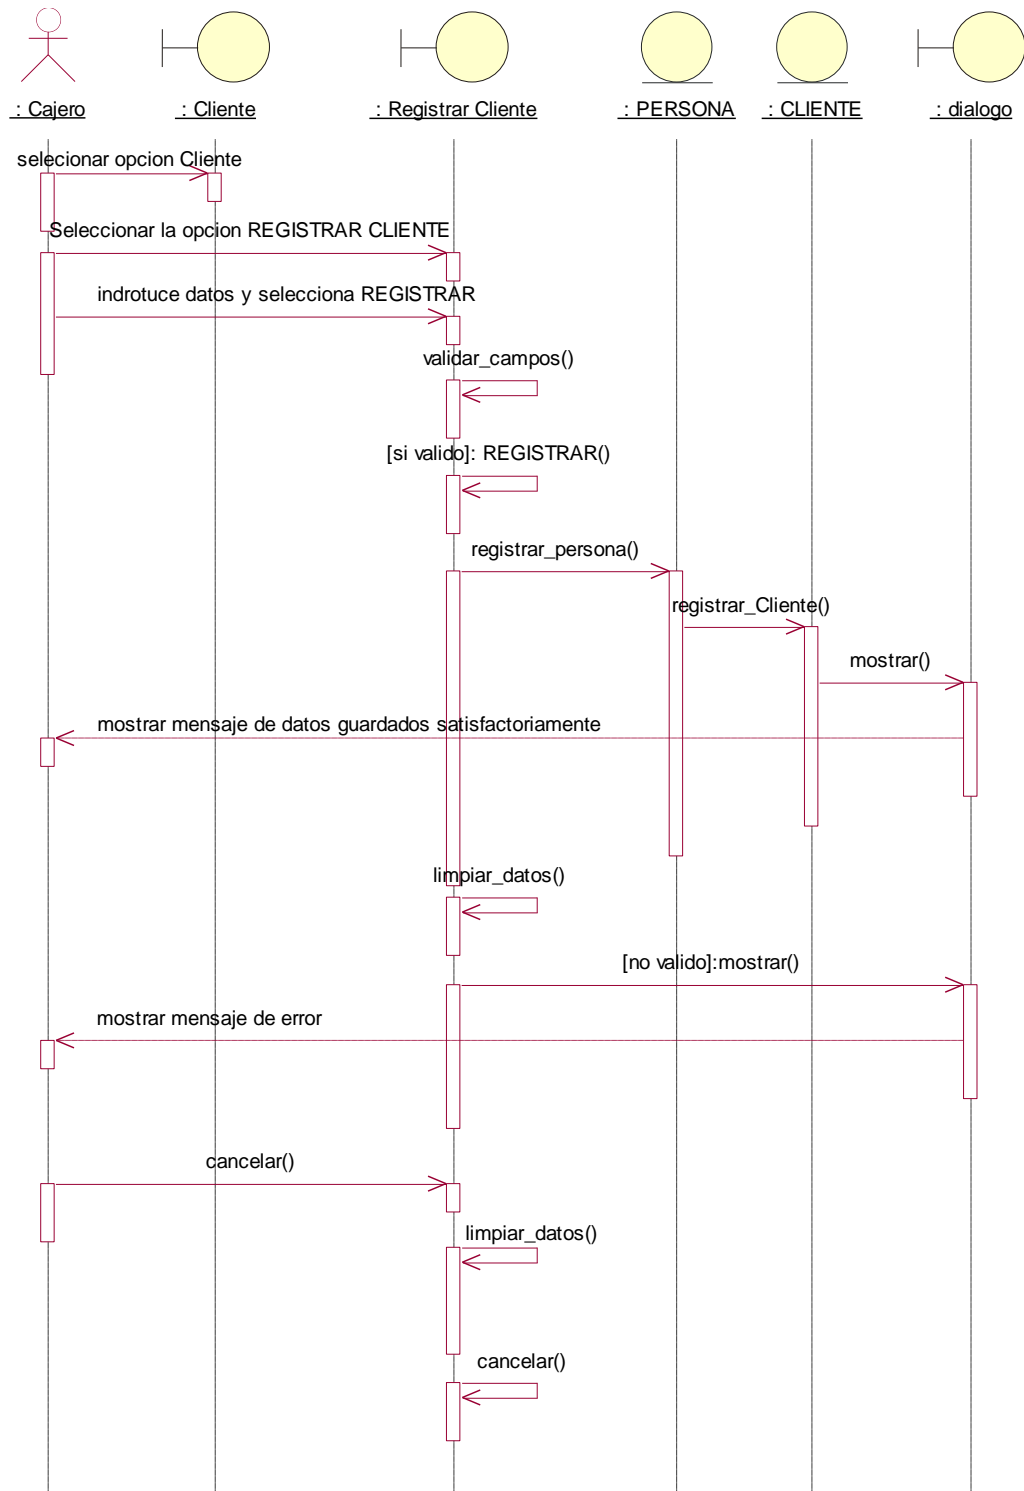 : Cajero
: Cliente
: Registrar Cliente
: PERSONA
: CLIENTE
: dialogo
selecionar opcion Cliente
Seleccionar la opcion REGISTRAR CLIENTE
indrotuce datos y selecciona REGISTRAR
validar_campos()
[si valido]: REGISTRAR()
registrar_persona()
registrar_Cliente()
mostrar()
mostrar mensaje de datos guardados satisfactoriamente
limpiar_datos()
[no valido]:mostrar()
mostrar mensaje de error
cancelar()
limpiar_datos()
cancelar()